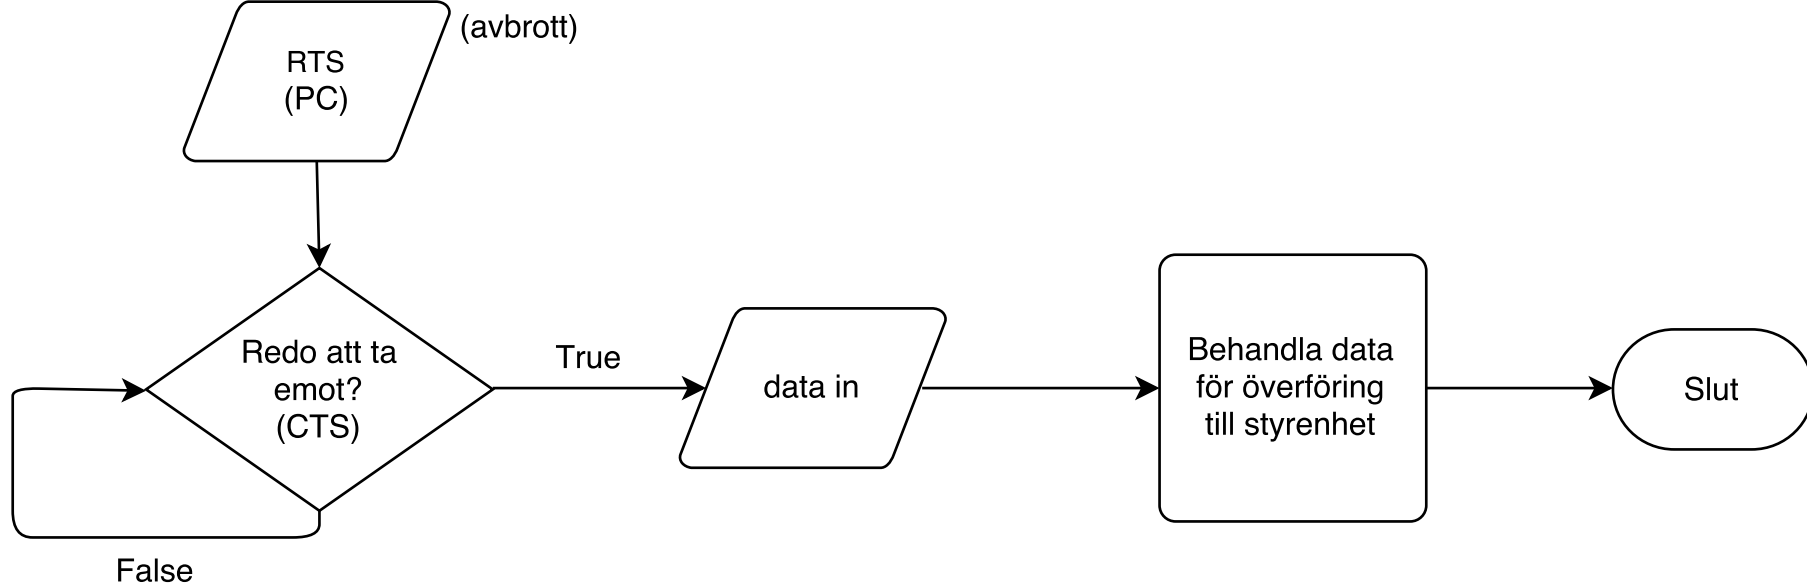 RTS
(PC)
(avbrott)
Redo att ta
emot?
(CTS)
True
False
data in
Behandla data
för överföring
till styrenhet
Slut